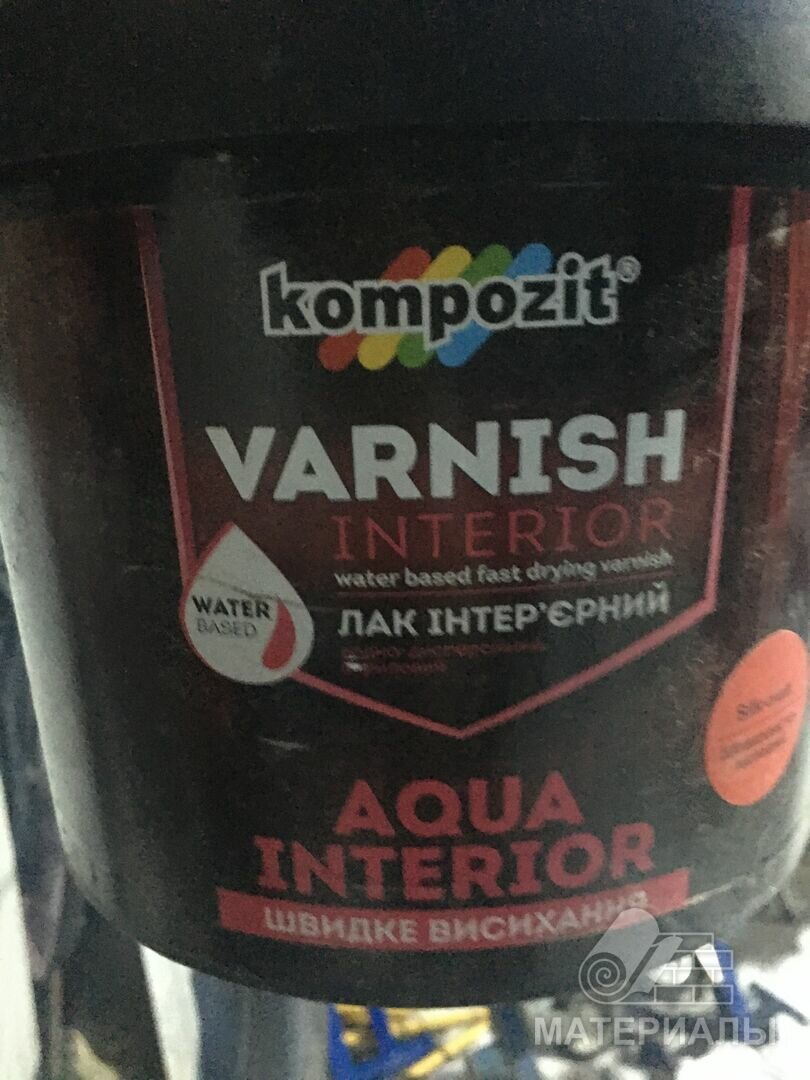 kompozit®
VARNISH
INTERIOR
water based fast drying varnish
ЛАК ІНТЕР'ЄРНИЙ
WATER
BASED
AQUA
INTERIOR
ШВИДКЕ ВИСИХАННЯ
МАТЕРИАЛЫ